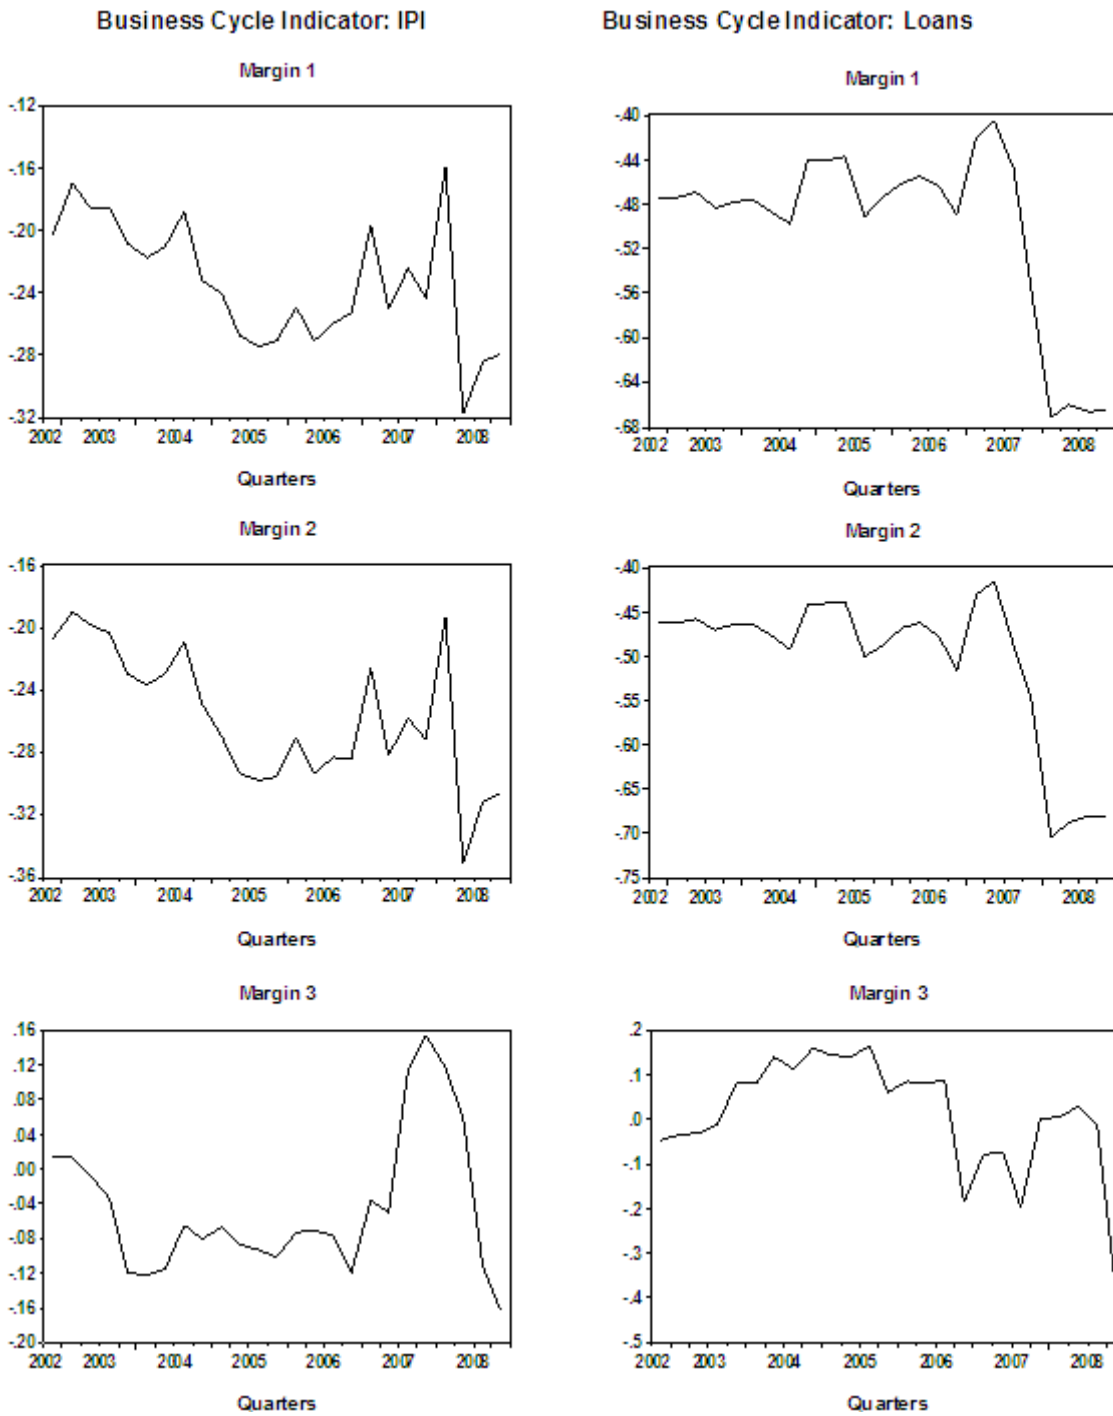 Business Cycle Indicator: IPI
Margin 1
-.12
-.16
-.20
-.24
-.28
-.32
2002 2003 2004 2005 2006 2007 2008
Quarters
Margin 2
-.16
-.20
-.24
-.28
-.32
-.36
2002 2003 2004 2005 2006 2007 2008
Quarters
Margin 3
.16
.12
.08
.04
.00
-.04
-.08
-.12
-.16
-.20
2002 2003 2004 2005 2006 2007 2008
Quarters
Business Cycle Indicator: Loans
Margin 1
-.40
-.44
-.48
-.52
-.56
-.60
-.64
-.68
2002 2003 2004 2005 2006 2007 2008
Quarters
Margin 2
-.40
-.45
-.50
-.55
-.60
-.65
-.70
-.75
2002 2003 2004 2005 2006 2007 2008
Quarters
Margin 3
.2
.1
.0
-.1
-.2
-.3
-.4
-.5
2002 2003 2004 2005 2006 2007 2008
Quarters